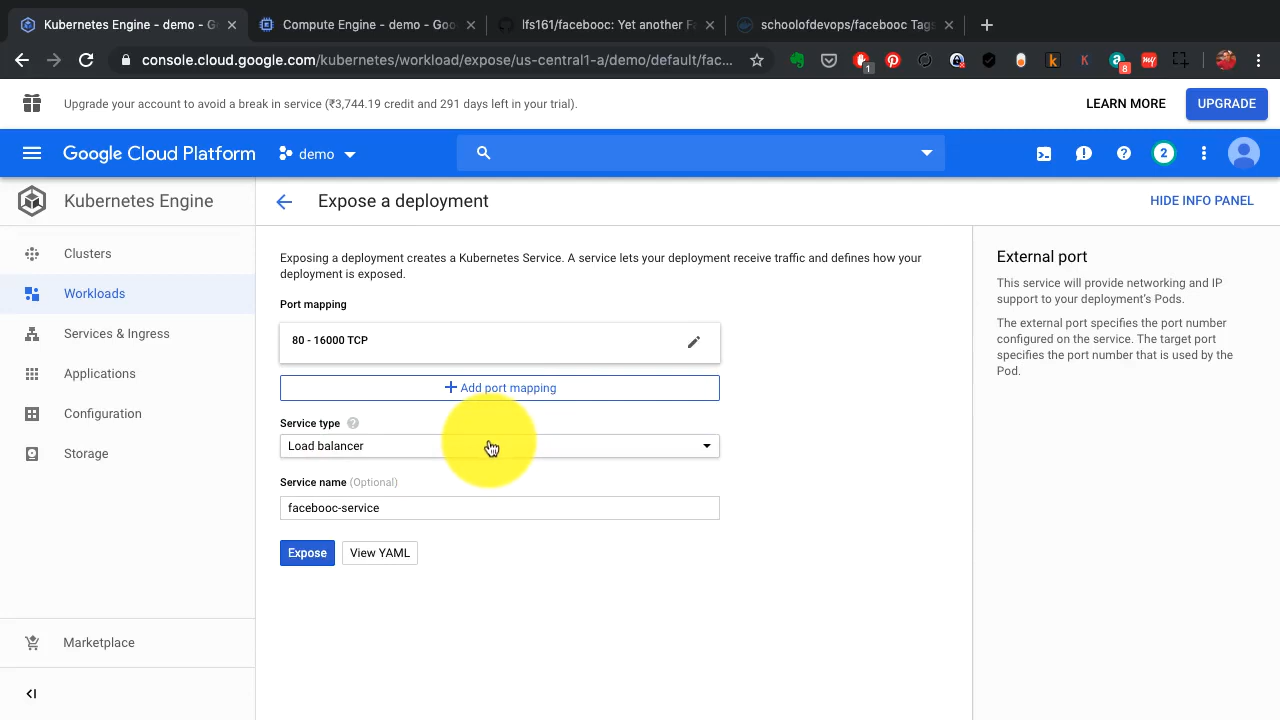 Kubernetes Engine - demo - G
Compute Engine - demo - Goo
lfs161/facebooc: Yet another Fa
schoolofdevops/facebooc Tags
console.cloud.google.com/kubernetes/workload/expose/us-central1-a/demo/default/fac...
1
8
Upgrade your account to avoid a break in service (₹3,744.19 credit and 291 days left in your trial).
LEARN MORE
UPGRADE
Google Cloud Platform
demo
2
Kubernetes Engine
Expose a deployment
HIDE INFO PANEL
Clusters
Workloads
Services & Ingress
Applications
Configuration
Storage
Marketplace
Exposing a deployment creates a Kubernetes Service. A service lets your deployment receive traffic and defines how your
deployment is exposed.
Port mapping
80 - 16000 TCP
Add port mapping
Service type
Load balancer
Service name (Optional)
facebooc-service
Expose
View YAML
External port
This service will provide networking and IP
support to your deployment's Pods.
The external port specifies the port number
configured on the service. The target port
specifies the port number that is used by the
Pod.